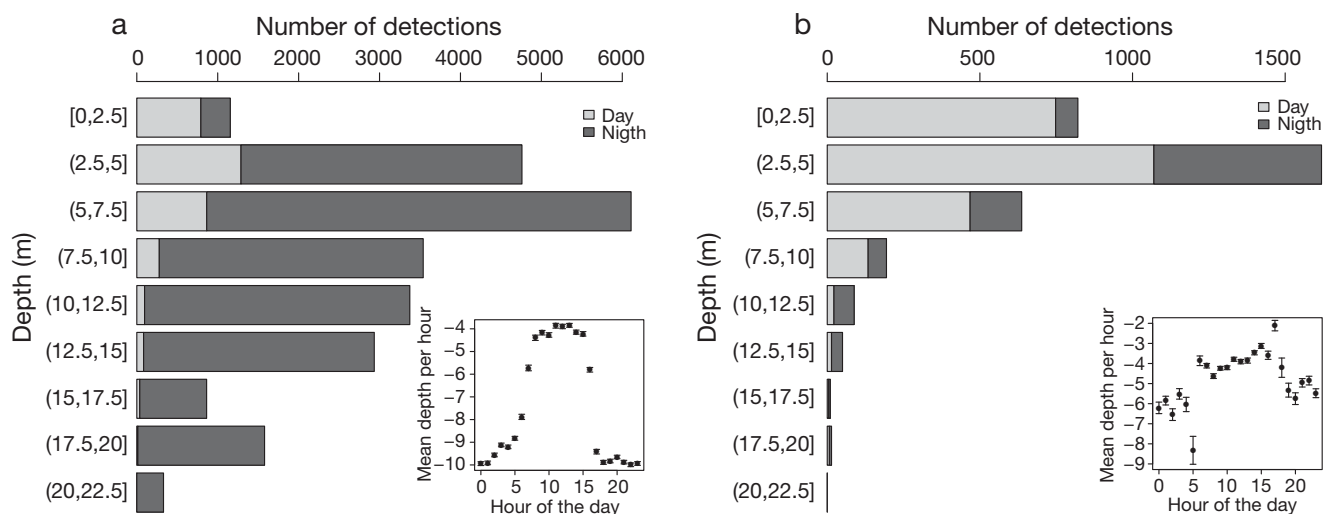 a
Number of detections
0 1000 2000 3000 4000 5000 6000
Depth (m)
[0,2.5]
(2.5,5]
(5,7.5]
(7.5,10]
(10,12.5]
(12.5,15]
(15,17.5]
(17.5,20]
(20,22.5]
Day
Nigth
Mean depth per hour
−4
−5
−6
−7
−8
−9
−10
0 5 10 15 20
Hour of the day
b
Number of detections
0 500 1000 1500
Depth (m)
[0,2.5]
(2.5,5]
(5,7.5]
(7.5,10]
(10,12.5]
(12.5,15]
(15,17.5]
(17.5,20]
(20,22.5]
Day
Nigth
Mean depth per hour
−2
−3
−4
−5
−6
−7
−8
−9
0 5 10 15 20
Hour of the day